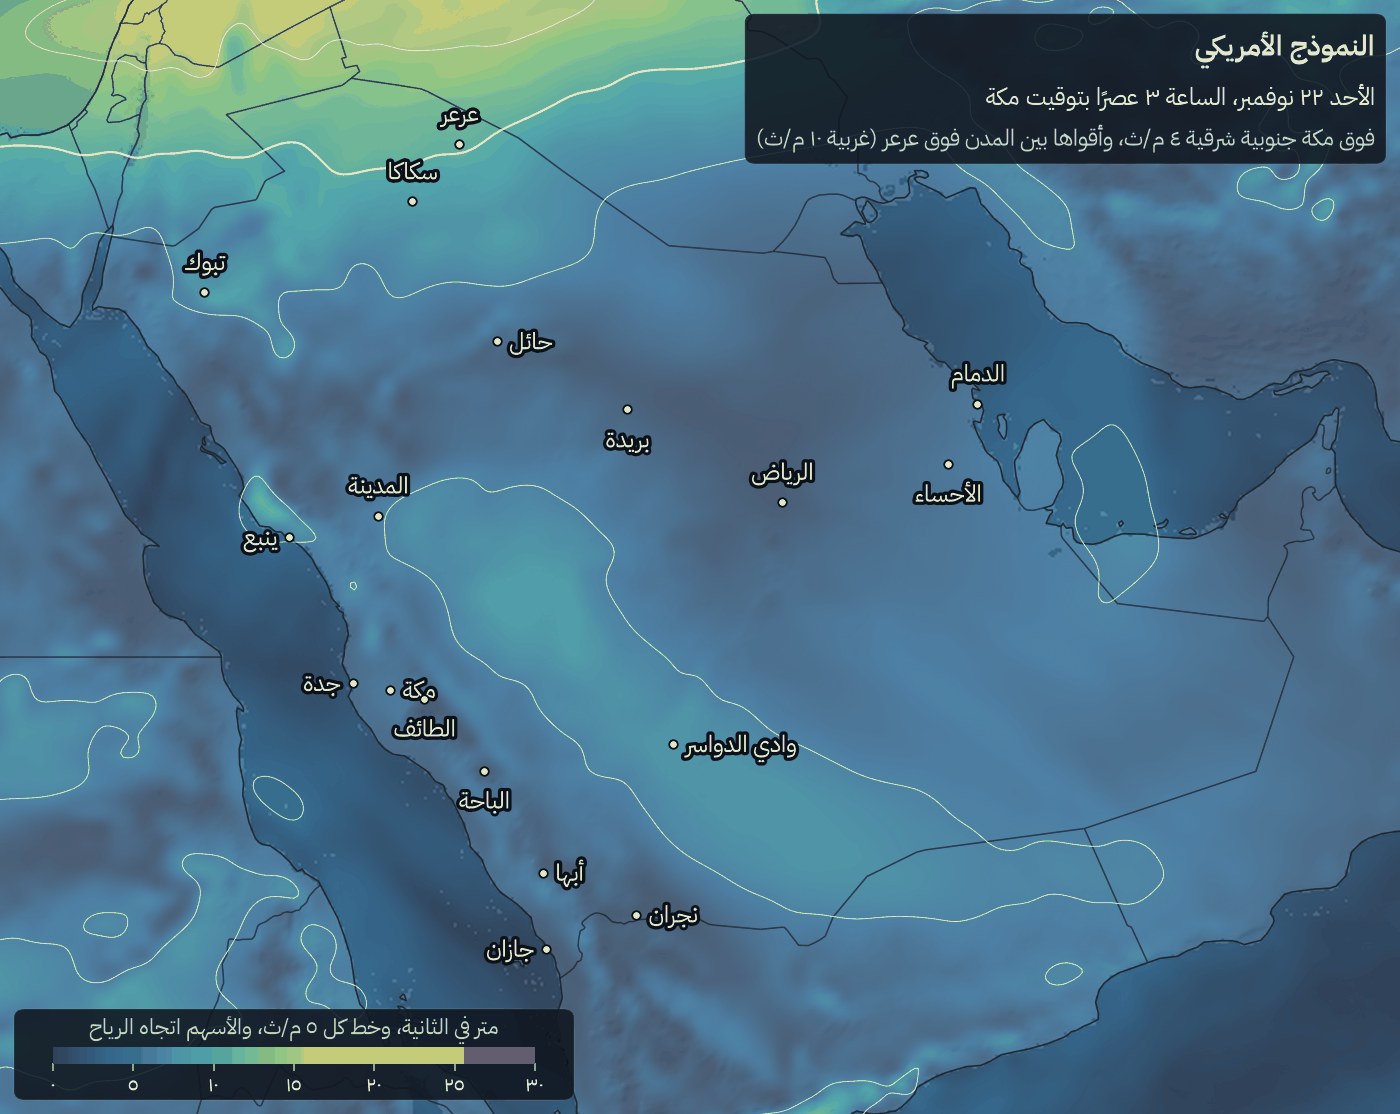 النموذج الأمريكي
الأحد ٢٢ نوفمبر، الساعة ٣ عصرًا بتوقيت مكة
فوق مكة جنوبية شرقية ٤ م/ث، وأقواها بين المدن فوق عرعر (غربية ١٠ م/ث)
عرعر
سكاكا
تبوك
حائل
الدمام
بريدة
الرياض
المدينة
الأحساء
ينبع
جدة
مكة
الطائف
وادي الدواسر
الباحة
أبها
نجران
جازان
متر في الثانية، وخط كل ٥ م/ث، والأسهم اتجاه الرياح
٠ ٥ ١٠ ١٥ ٢٠ ٢٥ ٣٠